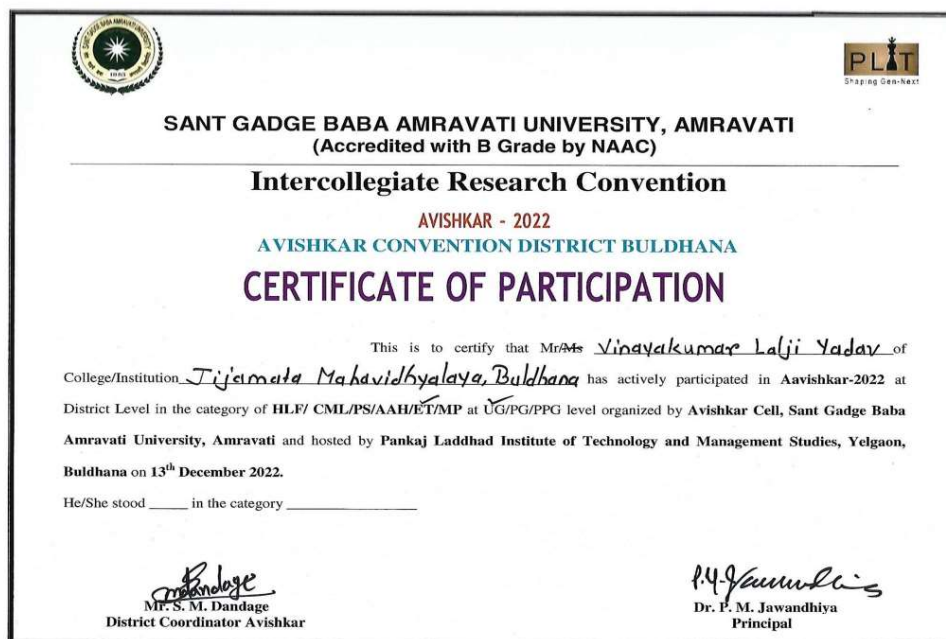 PLIT
Shaping Gen-Next
1983
SANT GADGE BABA AMRAVATI UNIVERSITY, AMRAVATI
(Accredited with B Grade by NAAC)
Intercollegiate Research Convention
AVISHKAR - 2022
AVISHKAR CONVENTION DISTRICT BULDHANA
CERTIFICATE OF PARTICIPATION
This is to certify that Mr/Ms Vinayakumar Lalji Yadav of
College/Institution Jijamata Mahavidhyalaya, Buldhana has actively participated in Aavishkar-2022 at
District Level in the category of HLF/ CML/PS/AAH/ET/MP at UG/PG/PPG level organized by Avishkar Cell, Sant Gadge Baba
Amravati University, Amravati and hosted by Pankaj Laddhad Institute of Technology and Management Studies, Yelgaon,
Buldhana on 13th December 2022.
He/She stood _____ in the category _______________
Mr. S. M. Dandage
District Coordinator Avishkar
Dr. P. M. Jawandhiya
Principal